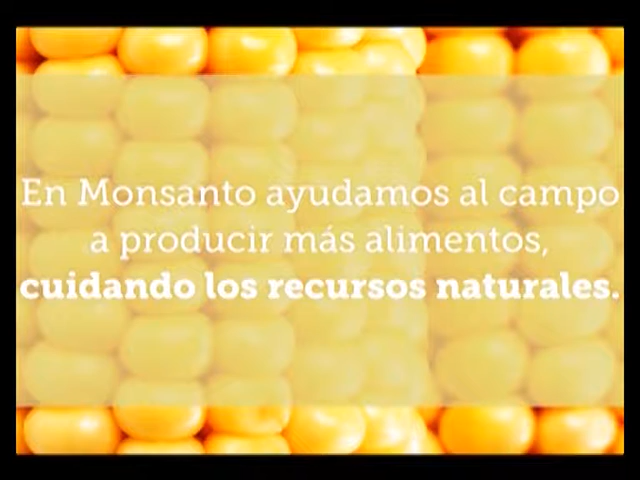 En Monsanto ayudamos al campo
a producir más alimentos,
cuidando los recursos naturales.